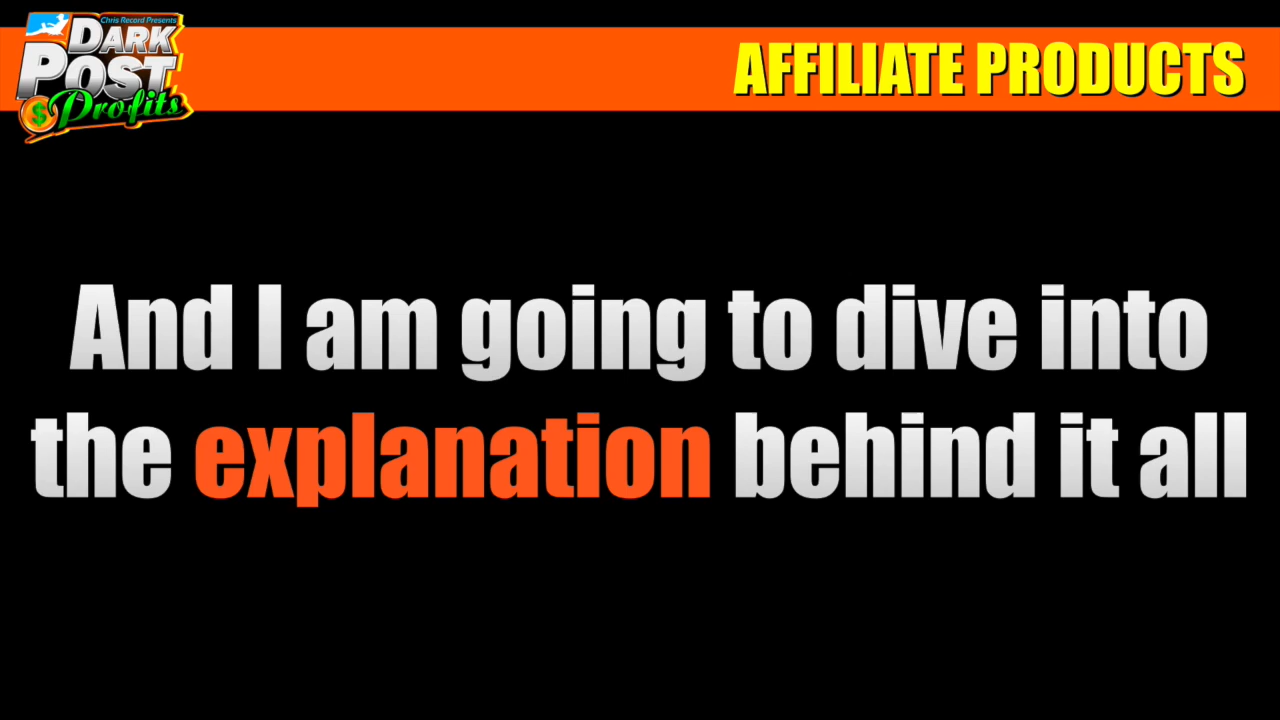 Chris Record Presents
DARK
POST
$ Profits
AFFILIATE PRODUCTS
And I am going to dive into
the explanation behind it all